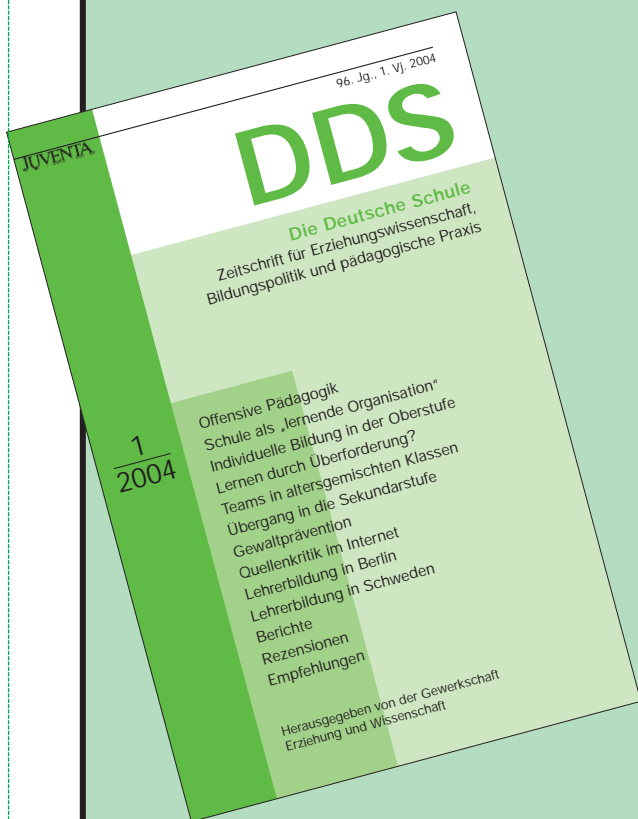 96. Jg., 1. Vj. 2004
JUVENTA
DDS
Die Deutsche Schule
Zeitschrift für Erziehungswissenschaft,
Bildungspolitik und pädagogische Praxis
Offensive Pädagogik
Schule als „lernende Organisation“
Individuelle Bildung in der Oberstufe
Lernen durch Überforderung?
Teams in altersgemischten Klassen
Übergang in die Sekundarstufe
Gewaltprävention
Quellenkritik im Internet
Lehrerbildung in Berlin
Lehrerbildung in Schweden
Berichte
Rezensionen
Empfehlungen
1
2004
Herausgegeben von der Gewerkschaft
Erziehung und Wissenschaft